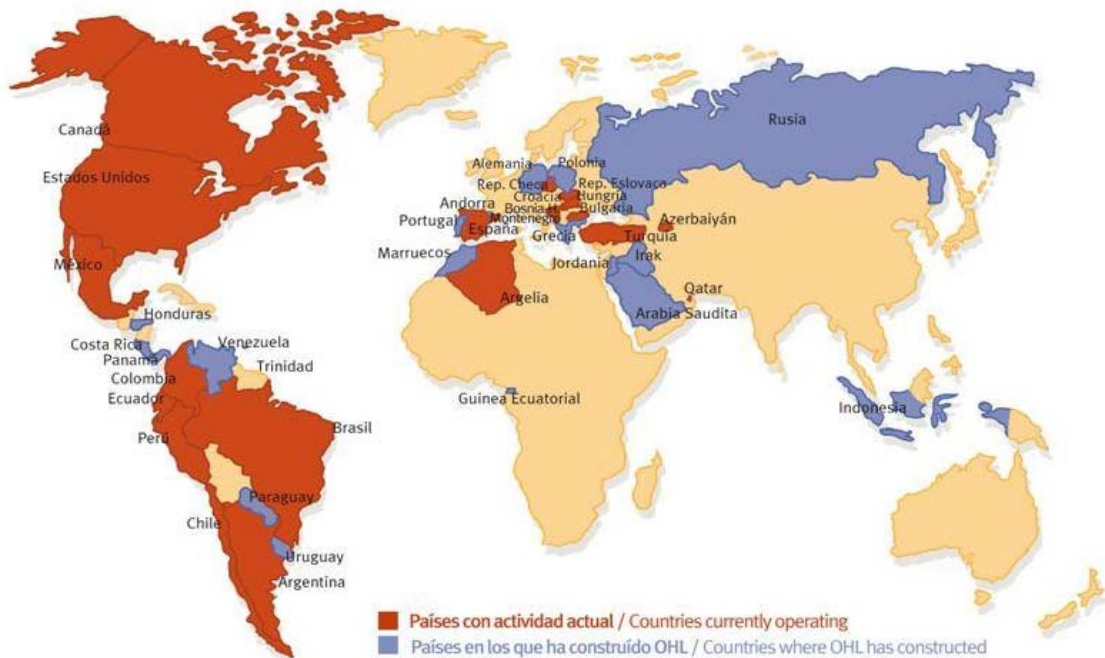 Canadá
Estados Unidos
México
Honduras
Costa Rica
Panamá
Venezuela
Trinidad
Colombia
Ecuador
Perú
Brasil
Paraguay
Chile
Uruguay
Argentina
Rusia
Alemania
Polonia
Rep. Checa
Rep. Eslovaca
Croacia
Hungría
Andorra
Bosnia H.
Bulgaria
Portugal
España
Montenegro
Azerbaiyán
Grecia
Turquía
Marruecos
Jordania
Irak
Argelia
Qatar
Arabia Saudita
Guinea Ecuatorial
Indonesia
Países con actividad actual / Countries currently operating
Países en los que ha construído OHL / Countries where OHL has constructed